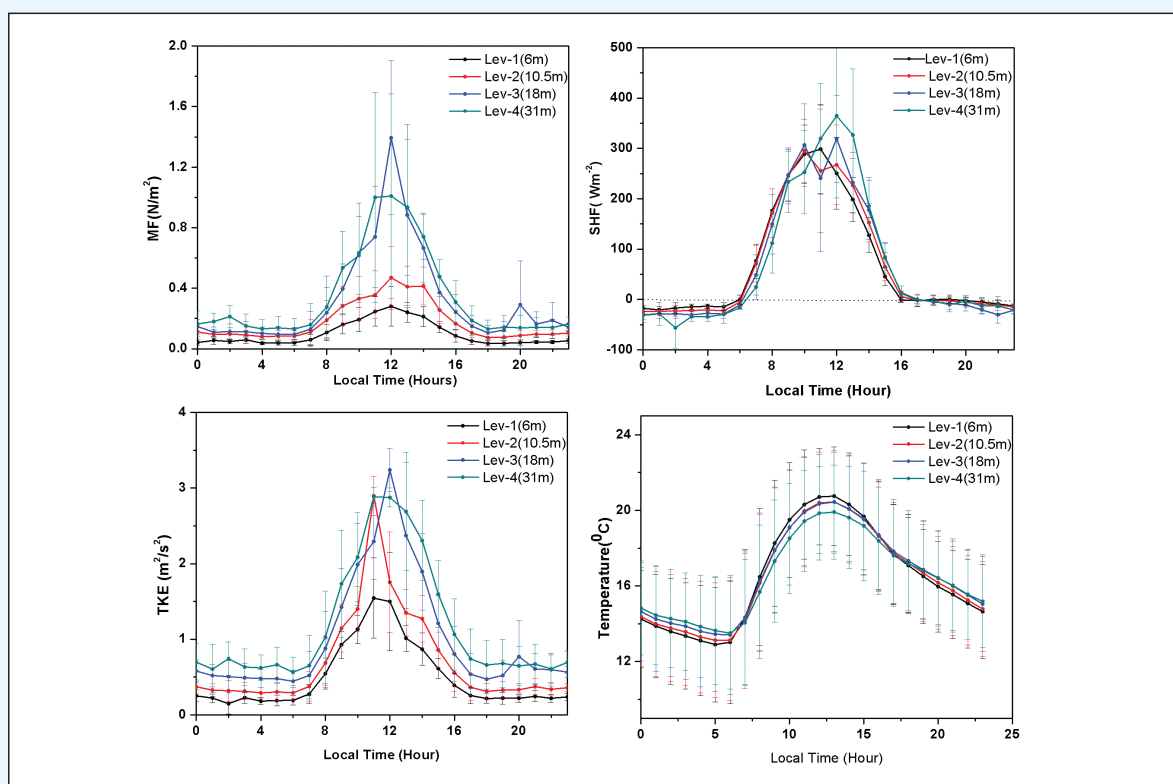 2.0
1.6
1.2
0.8
0.4
0.0
MF(N/m²)
Lev-1(6m)
Lev-2(10.5m)
Lev-3(18m)
Lev-4(31m)
0 4 8 12 16 20
Local Time (Hours)
500
400
300
200
100
0
-100
SHF( Wm⁻²)
Lev-1(6m)
Lev-2(10.5m)
Lev-3(18m)
Lev-4(31m)
0 4 8 12 16 20
Local Time (Hour)
4
3
2
1
0
TKE (m²/s²)
Lev-1(6m)
Lev-2(10.5m)
Lev-3(18m)
Lev-4(31m)
0 4 8 12 16 20
Local Time (Hour)
24
20
16
12
Temperature(⁰C)
Lev-1(6m)
Lev-2(10.5m)
Lev-3(18m)
Lev-4(31m)
0 5 10 15 20 25
Local Time (Hour)